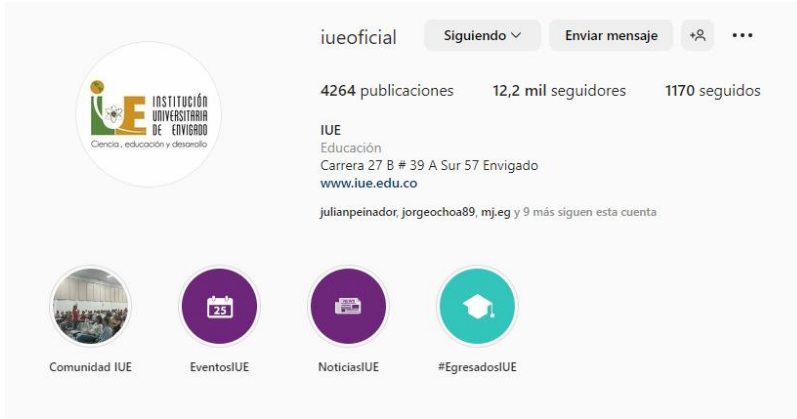 iueoficial
Siguiendo
Enviar mensaje
INSTITUCIÓN
UNIVERSITARIA
DE ENVIGADO
Ciencia, educación y desarrollo
4264 publicaciones
12,2 mil seguidores
1170 seguidos
IUE
Educación
Carrera 27 B # 39 A Sur 57 Envigado
www.iue.edu.co
julianpeinador, jorgeochoa89, mj.eg y 9 más siguen esta cuenta
25
NEWS
Comunidad IUE
EventosIUE
NoticiasIUE
#EgresadosIUE